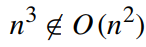 n³ ∉ O(n²)